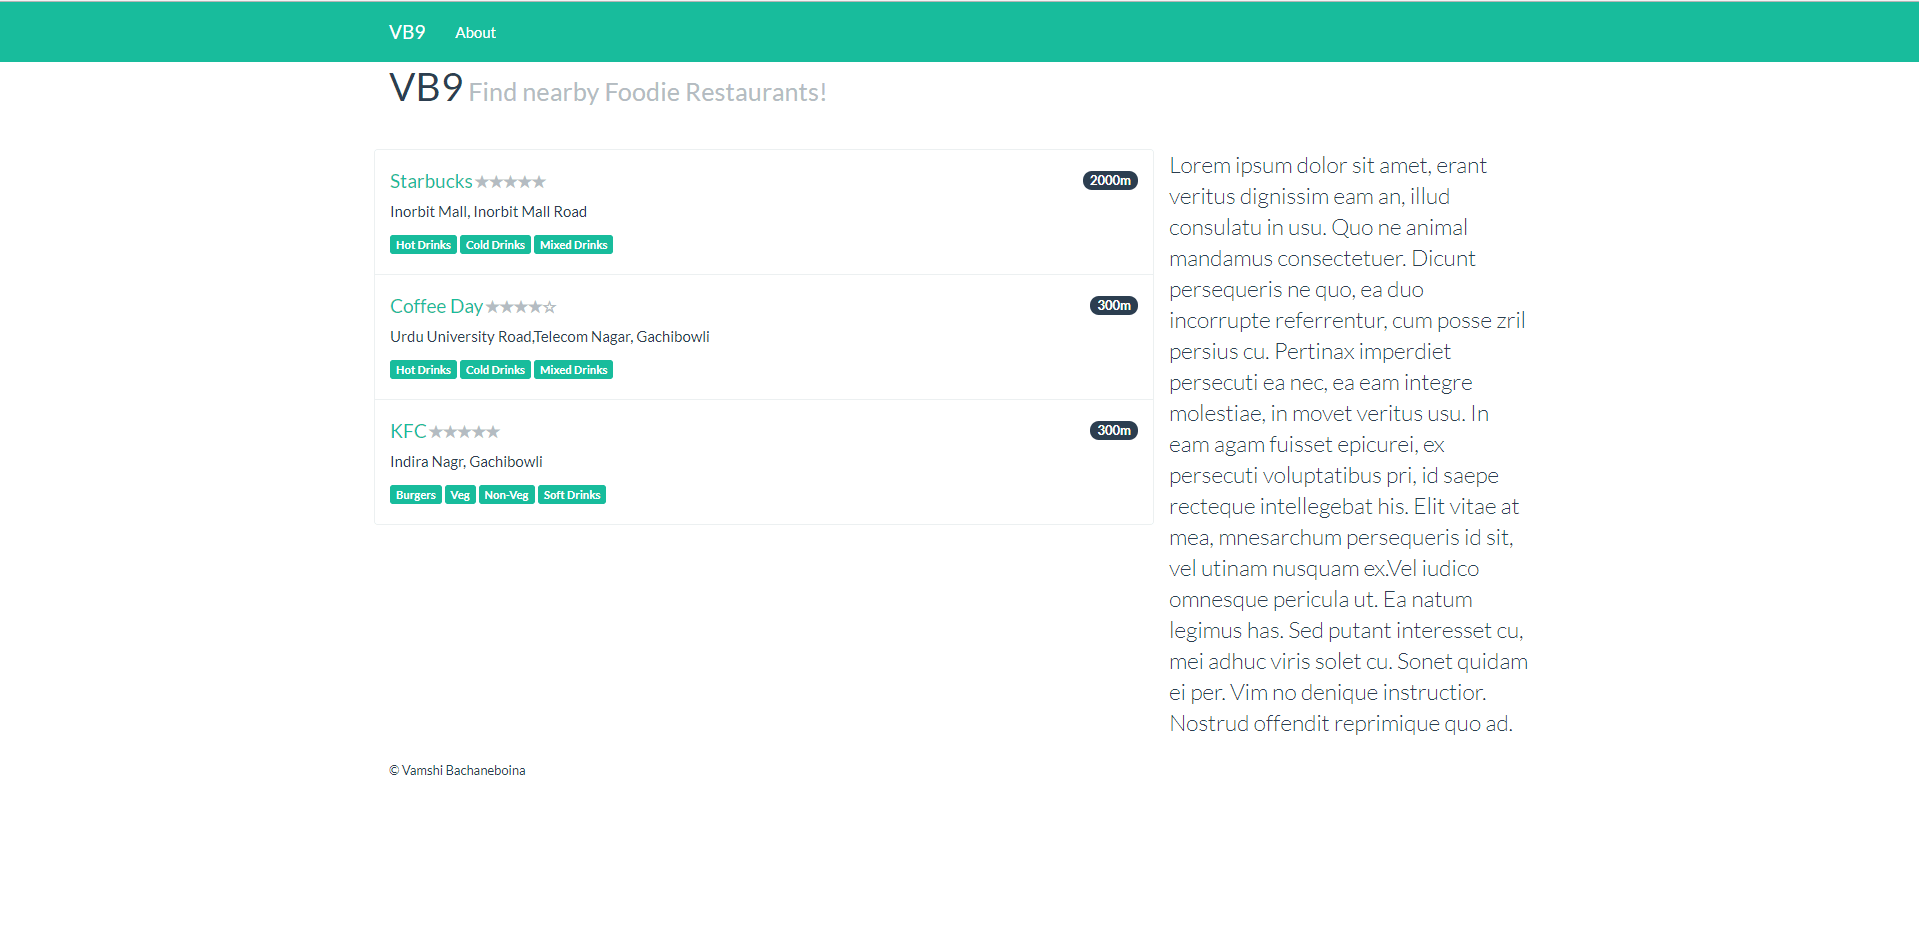 VB9 About
VB9 Find nearby Foodie Restaurants!
Starbucks ★★★★★ 2000m
Inorbit Mall, Inorbit Mall Road
Hot Drinks Cold Drinks Mixed Drinks
Coffee Day ★★★★☆ 300m
Urdu University Road,Telecom Nagar, Gachibowli
Hot Drinks Cold Drinks Mixed Drinks
KFC ★★★★★ 300m
Indira Nagr, Gachibowli
Burgers Veg Non-Veg Soft Drinks
Lorem ipsum dolor sit amet, erant
veritus dignissim eam an, illud
consulatu in usu. Quo ne animal
mandamus consectetuer. Dicunt
persequeris ne quo, ea duo
incorrupte referrentur, cum posse zril
persius cu. Pertinax imperdiet
persecuti ea nec, ea eam integre
molestiae, in movet veritus usu. In
eam agam fuisset epicurei, ex
persecuti voluptatibus pri, id saepe
recteque intellegebat his. Elit vitae at
mea, mnesarchum persequeris id sit,
vel utinam nusquam ex.Vel iudico
omnesque pericula ut. Ea natum
legimus has. Sed putant interesset cu,
mei adhuc viris solet cu. Sonet quidam
ei per. Vim no denique instructior.
Nostrud offendit reprimique quo ad.
© Vamshi Bachaneboina